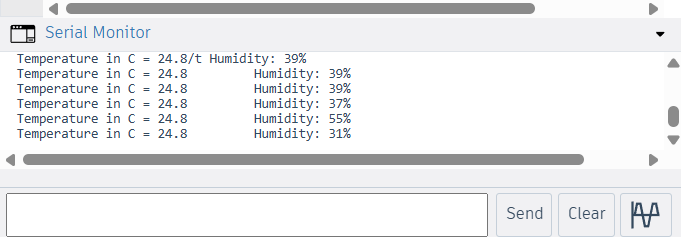 Serial Monitor
Temperature in C = 24.8/t Humidity: 39%
Temperature in C = 24.8	Humidity: 39%
Temperature in C = 24.8	Humidity: 39%
Temperature in C = 24.8	Humidity: 37%
Temperature in C = 24.8	Humidity: 55%
Temperature in C = 24.8	Humidity: 31%
Send Clear